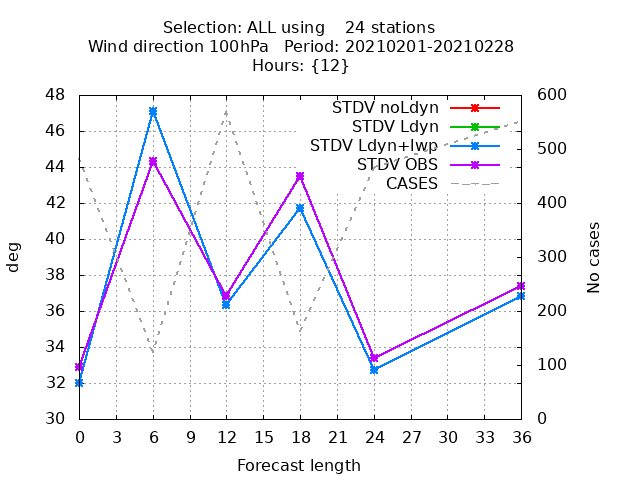 Selection: ALL using    24 stations
Wind direction 100hPa   Period: 20210201-20210228
Hours: {12}
48 600
STDV noLdyn
46 STDV Ldyn 500
STDV Ldyn+lwp
44 STDV OBS
CASES
42 400
40
deg 38 300 No cases
36 200
34
32 100
30 0
0 3 6 9 12 15 18 21 24 27 30 33 36
Forecast length